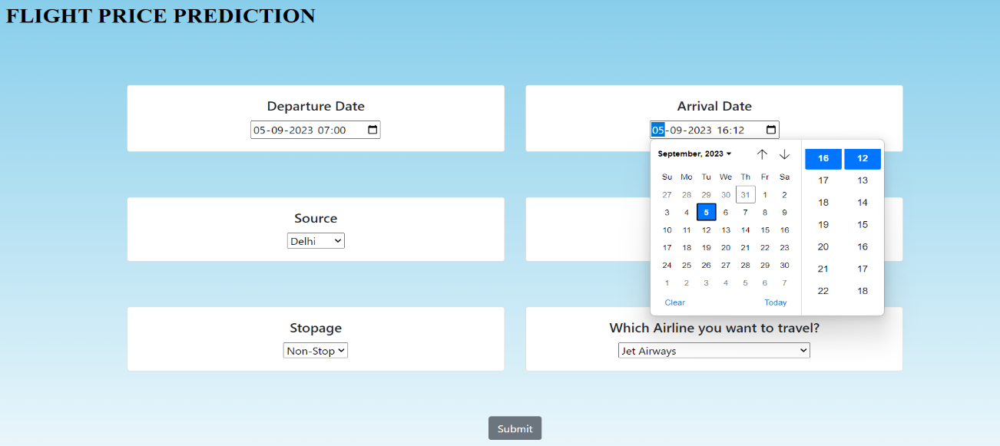 FLIGHT PRICE PREDICTION
Departure Date
05-09-2023 07:00
Arrival Date
05-09-2023 16:12
September, 2023
Su Mo Tu We Th Fr Sa
27 28 29 30 31 1 2
3 4 5 6 7 8 9
10 11 12 13 14 15 16
17 18 19 20 21 22 23
24 25 26 27 28 29 30
1 2 3 4 5 6 7
Clear Today
16 12
17 13
18 14
19 15
20 16
21 17
22 18
Source
Delhi
Stopage
Non-Stop
Which Airline you want to travel?
Jet Airways
Submit